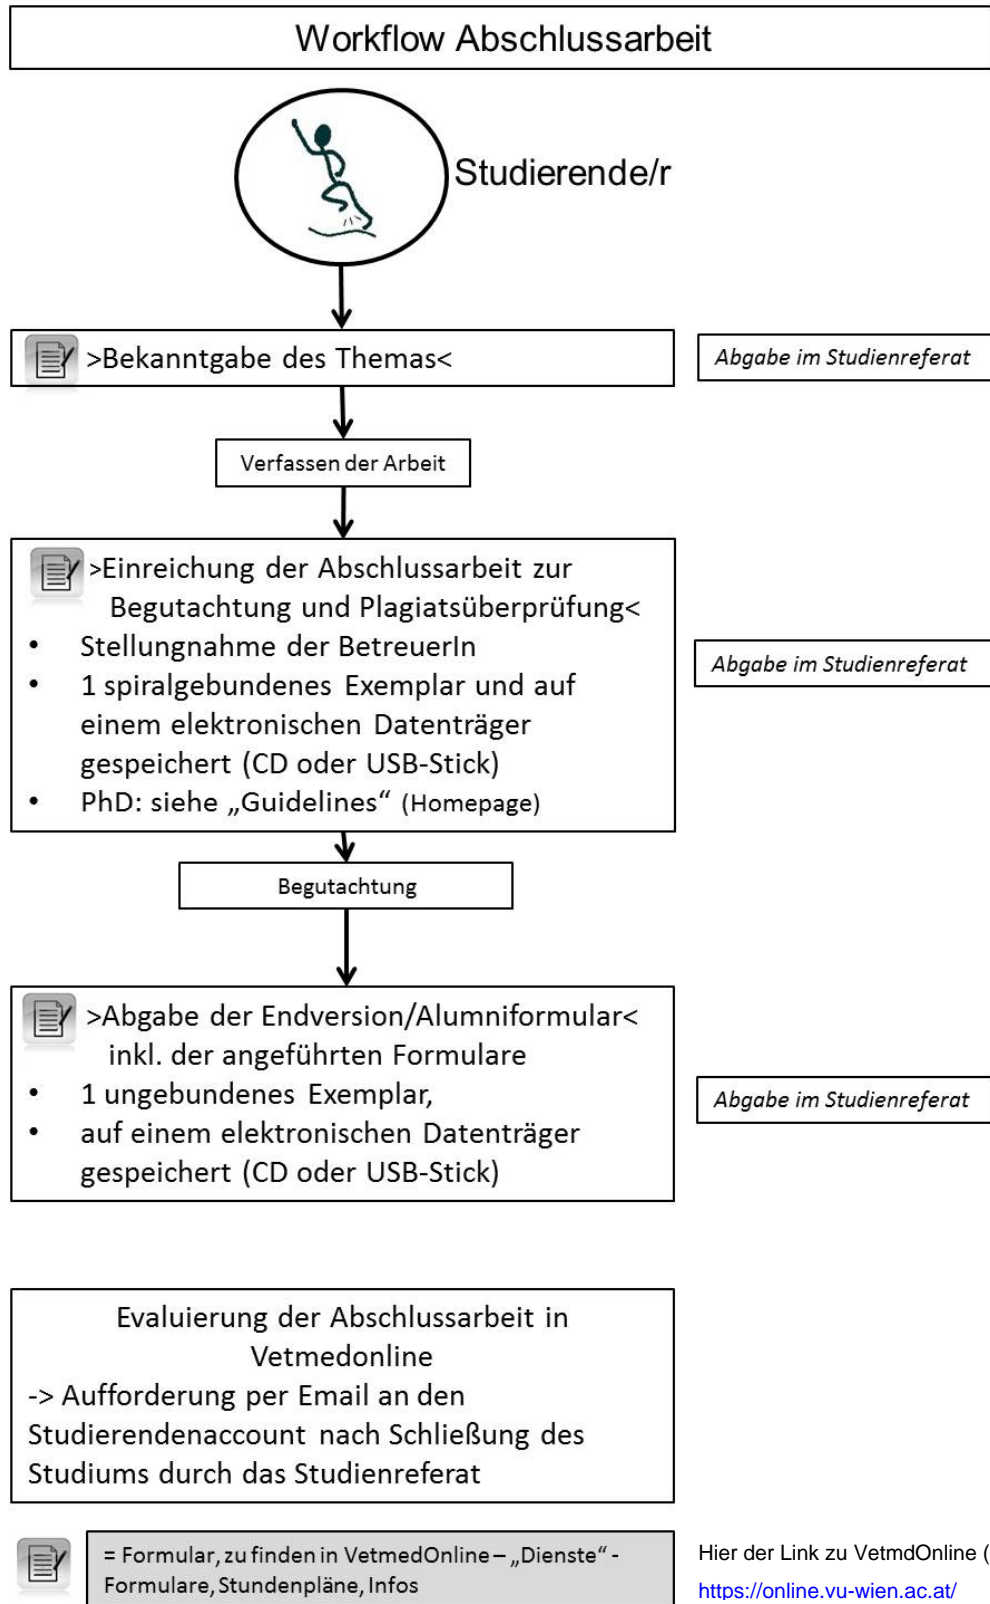 Workflow Abschlussarbeit
Studierende/r
>Bekanntgabe des Themas<
Abgabe im Studienreferat
Verfassen der Arbeit
>Einreichung der Abschlussarbeit zur
Begutachtung und Plagiatsüberprüfung<
• Stellungnahme der BetreuerIn
• 1 spiralgebundenes Exemplar und auf
einem elektronischen Datenträger
gespeichert (CD oder USB-Stick)
• PhD: siehe „Guidelines“ (Homepage)
Abgabe im Studienreferat
Begutachtung
>Abgabe der Endversion/Alumniformular<
inkl. der angeführten Formulare
• 1 ungebundenes Exemplar,
• auf einem elektronischen Datenträger
gespeichert (CD oder USB-Stick)
Abgabe im Studienreferat
Evaluierung der Abschlussarbeit in
Vetmedonline
-> Aufforderung per Email an den
Studierendenaccount nach Schließung des
Studiums durch das Studienreferat
= Formular, zu finden in VetmedOnline – „Dienste“ -
Formulare, Stundenpläne, Infos
Hier der Link zu VetmdOnline (
https://online.vu-wien.ac.at/